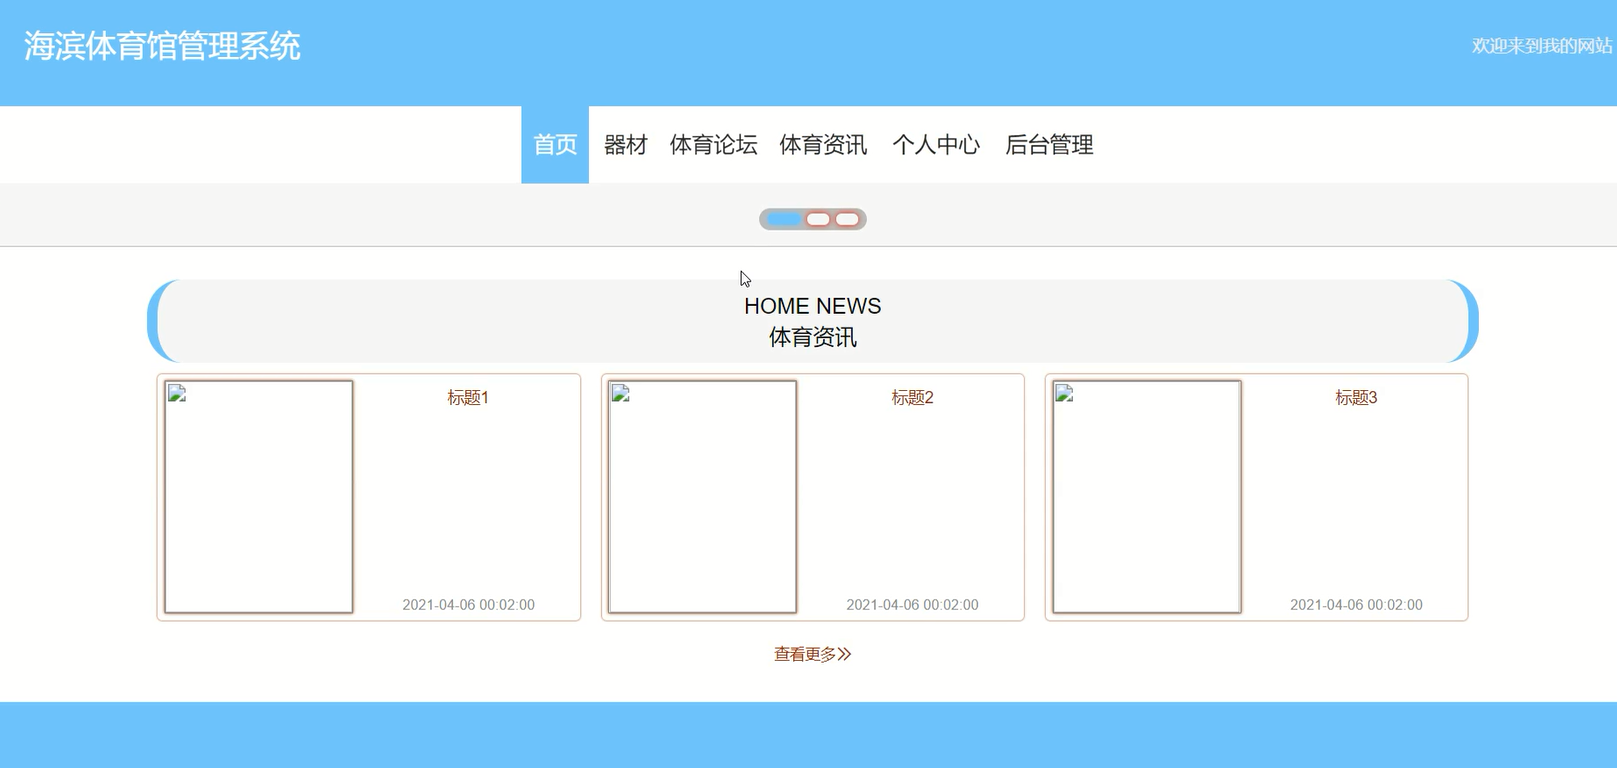 海滨体育馆管理系统
欢迎来到我的网站
首页 器材 体育论坛 体育资讯 个人中心 后台管理
HOME NEWS
体育资讯
标题1
2021-04-06 00:02:00
标题2
2021-04-06 00:02:00
标题3
2021-04-06 00:02:00
查看更多